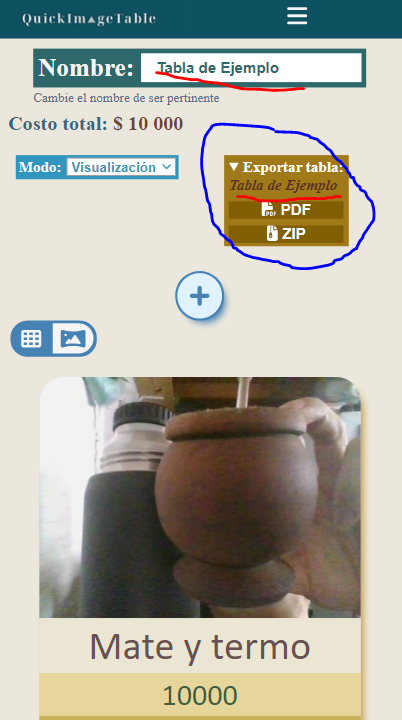 QuickImageTable
Nombre: Tabla de Ejemplo
Cambie el nombre de ser pertinente
Costo total: $ 10 000
Modo: Visualización
Exportar tabla:
Tabla de Ejemplo
PDF
ZIP
Mate y termo
10000